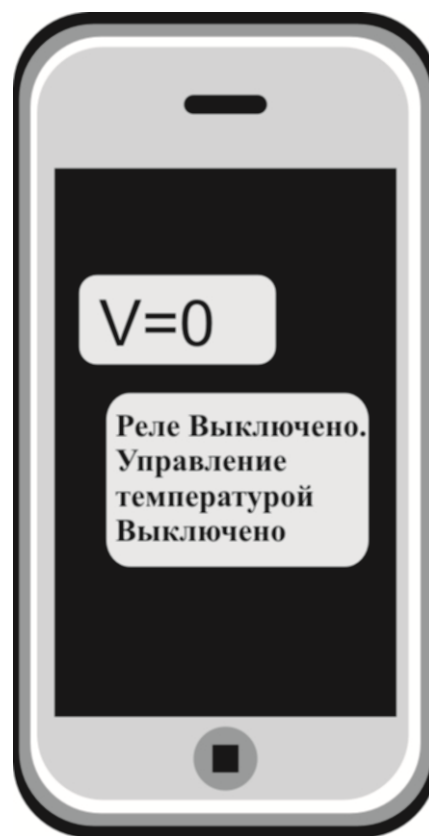 V=0
Реле Выключено.
Управление
температурой
Выключено